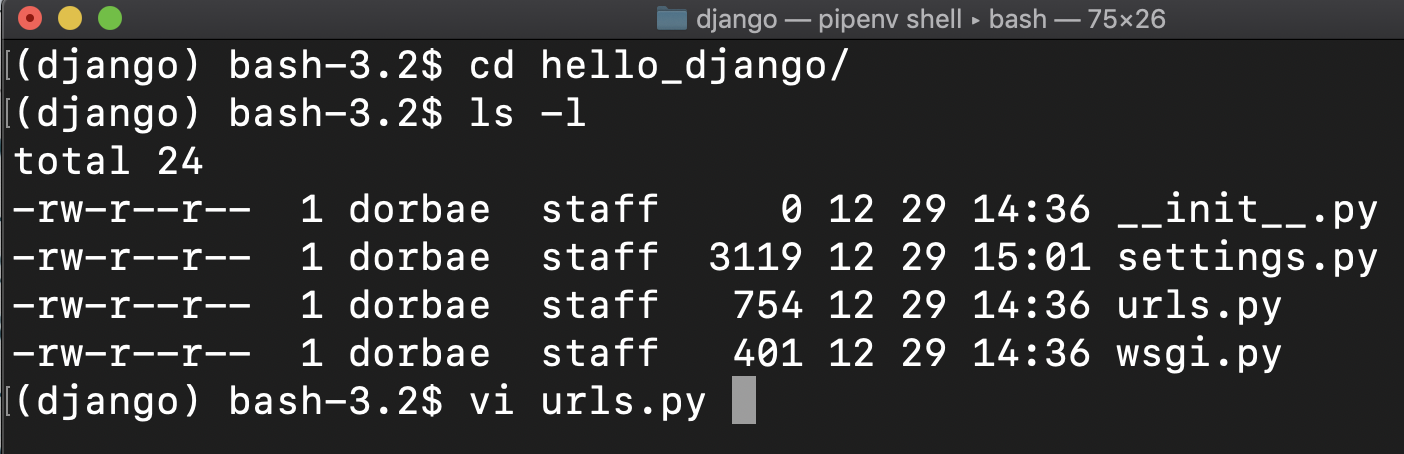 django — pipenv shell ▸ bash — 75×26
(django) bash-3.2$ cd hello_django/
(django) bash-3.2$ ls -l
total 24
-rw-r--r--  1 dorbae  staff     0 12 29 14:36 __init__.py
-rw-r--r--  1 dorbae  staff  3119 12 29 15:01 settings.py
-rw-r--r--  1 dorbae  staff   754 12 29 14:36 urls.py
-rw-r--r--  1 dorbae  staff   401 12 29 14:36 wsgi.py
(django) bash-3.2$ vi urls.py